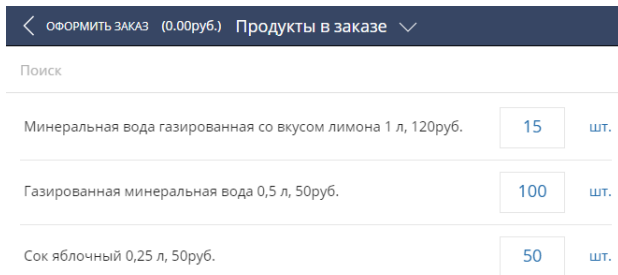 ОФОРМИТЬ ЗАКАЗ (0.00руб.) Продукты в заказе
Поиск
Минеральная вода газированная со вкусом лимона 1 л, 120руб. 15 шт.
Газированная минеральная вода 0,5 л, 50руб. 100 шт.
Сок яблочный 0,25 л, 50руб. 50 шт.